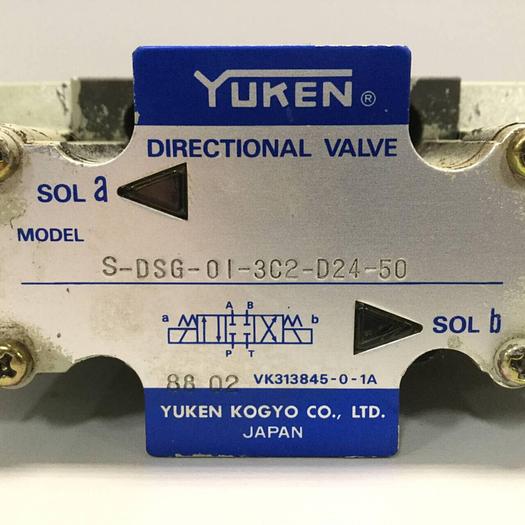 YUKEN ®
DIRECTIONAL VALVE
SOL a
MODEL
S-DSG-01-3C2-D24-50
A B
a b
P T
SOL b
88.02 VK313845-0-1A
YUKEN KOGYO CO., LTD.
JAPAN